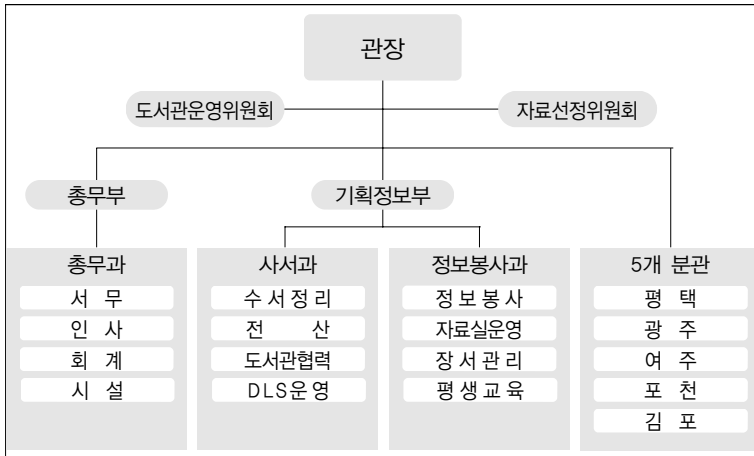 관장
도서관운영위원회
자료선정위원회
총무부
기획정보부
총무과
서 무
인 사
회 계
시 설
사서과
수서정리
전 산
도서관협력
DLS운영
정보봉사과
정보봉사
자료실운영
장서관리
평생교육
5개 분관
평 택
광 주
여 주
포 천
김 포